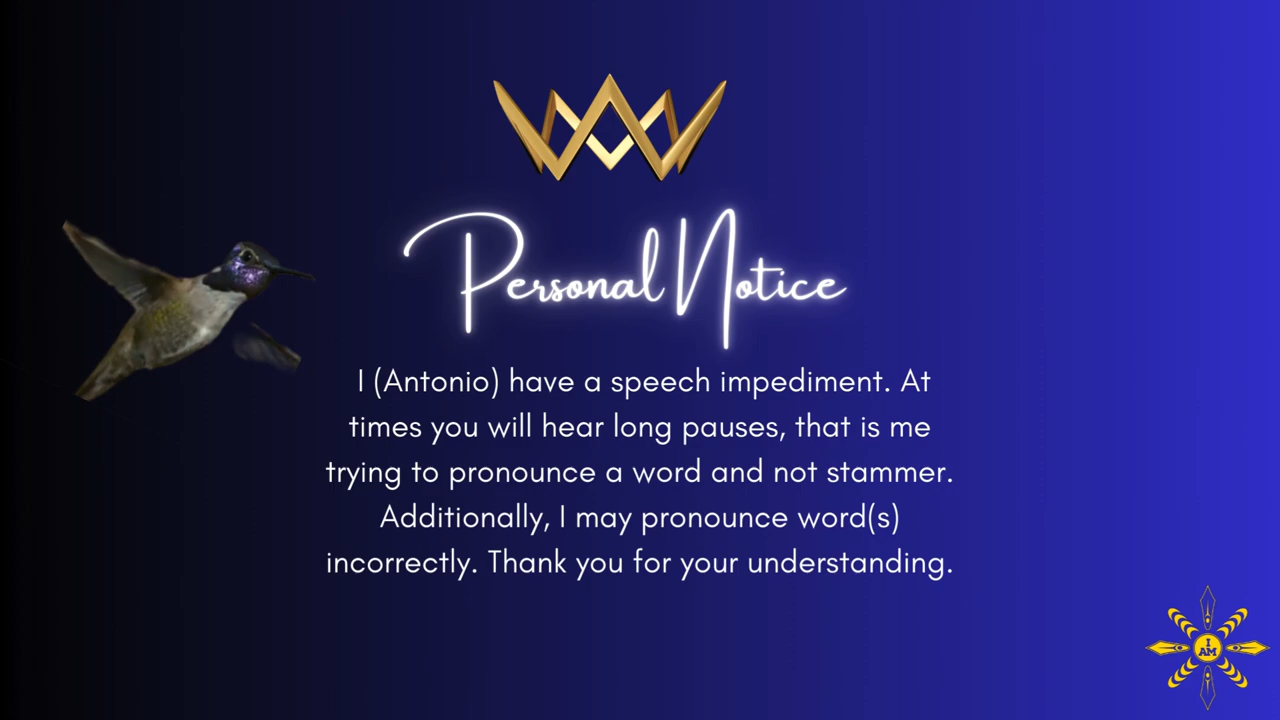 Personal Notice
I (Antonio) have a speech impediment. At
times you will hear long pauses, that is me
trying to pronounce a word and not stammer.
Additionally, I may pronounce word(s)
incorrectly. Thank you for your understanding.
I
AM